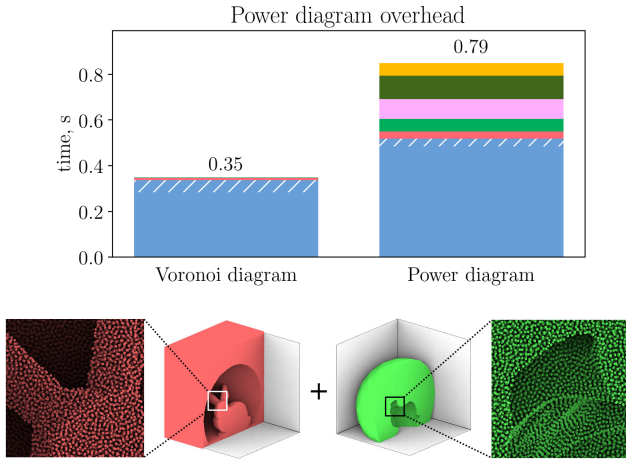 Power diagram overhead
0.79
0.8
0.6
time, s
0.4
0.35
0.2
0.0
Voronoi diagram
Power diagram
+